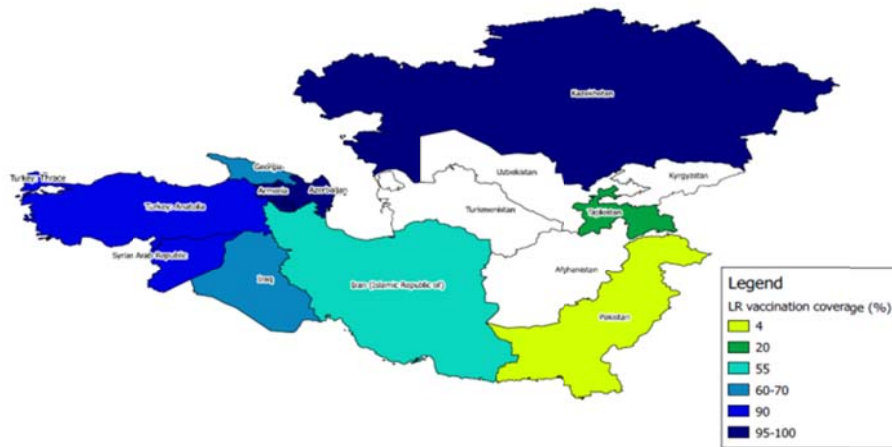 Kazakhstan
Georgia
Uzbekistan
Kyrgyzstan
Turkey: Thrace
Armenia
Azerbaijan
Turkey: Anatolia
Turkmenistan
Tajikistan
Syrian Arab Republic
Iraq
Iran (Islamic Republic of)
Afghanistan
Pakistan
Legend
LR vaccination coverage (%)
4
20
55
60-70
90
95-100